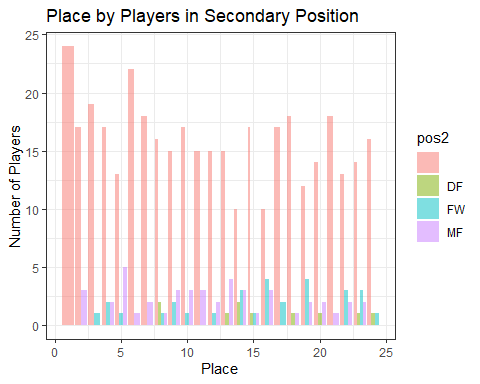 Place by Players in Secondary Position
25
20
15
10
5
0
Number of Players
0 5 10 15 20 25
Place
pos2
DF
FW
MF